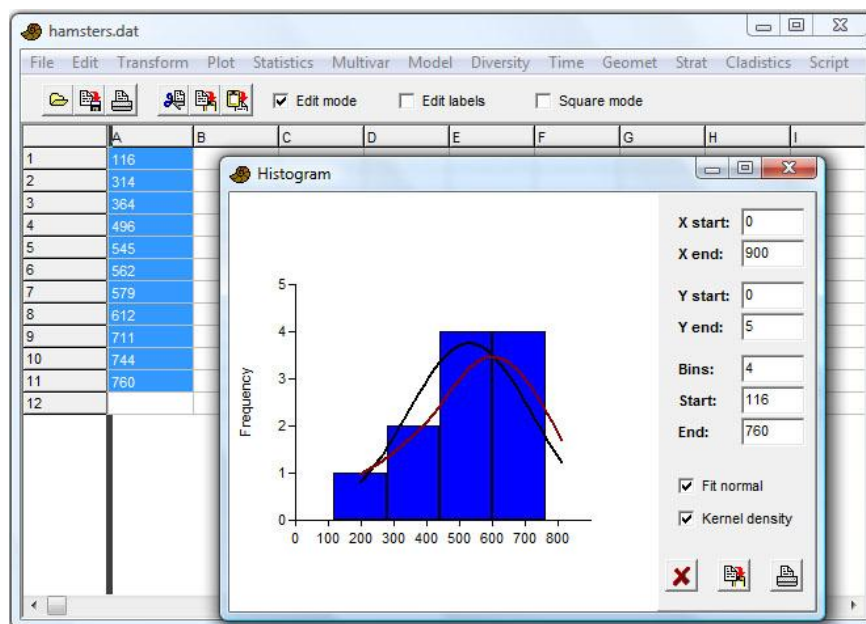 hamsters.dat
File Edit Transform Plot Statistics Multivar Model Diversity Time Geomet Strat Cladistics Script
Edit mode Edit labels Square mode
A B C D E F G H I
1 116
2 314
3 364
4 496
5 545
6 562
7 579
8 612
9 711
10 744
11 760
12
Histogram
X start: 0
X end: 900
Y start: 0
Y end: 5
Bins: 4
Start: 116
End: 760
Fit normal
Kernel density
Frequency
5
4
3
2
1
0
0 100 200 300 400 500 600 700 800